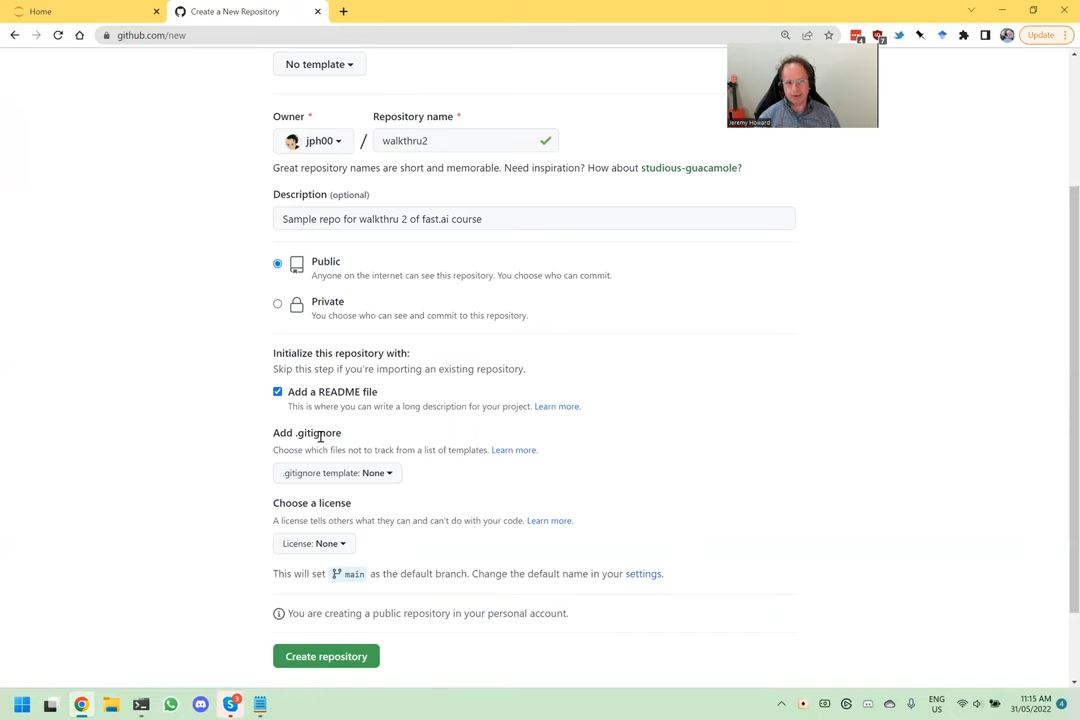 Home
Create a New Repository
github.com/new
Update
No template
Jeremy Howard
Owner *
Repository name *
jph00
/
walkthru2
Great repository names are short and memorable. Need inspiration? How about studious-guacamole?
Description (optional)
Sample repo for walkthru 2 of fast.ai course
Public
Anyone on the internet can see this repository. You choose who can commit.
Private
You choose who can see and commit to this repository.
Initialize this repository with:
Skip this step if you're importing an existing repository.
Add a README file
This is where you can write a long description for your project. Learn more.
Add .gitignore
Choose which files not to track from a list of templates. Learn more.
.gitignore template: None
Choose a license
A license tells others what they can and can't do with your code. Learn more.
License: None
This will set main as the default branch. Change the default name in your settings.
You are creating a public repository in your personal account.
Create repository
ENG
US
11:15 AM
31/05/2022
4